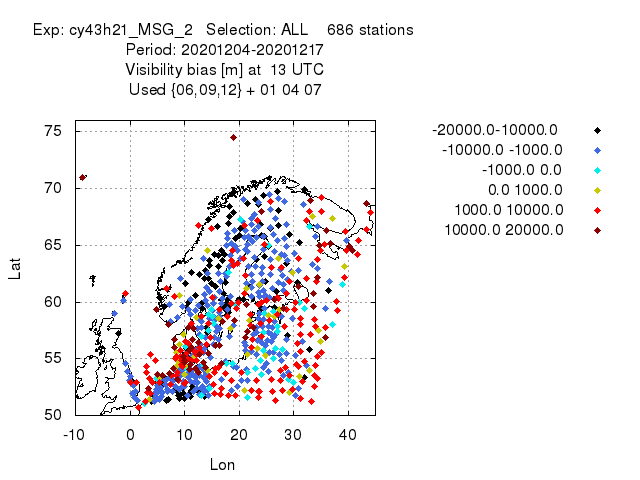 Exp: cy43h21_MSG_2   Selection: ALL    686 stations
Period: 20201204-20201217
Visibility bias [m] at  13 UTC
Used {06,09,12} + 01 04 07
-20000.0-10000.0
-10000.0 -1000.0
-1000.0 0.0
0.0 1000.0
1000.0 10000.0
10000.0 20000.0
75
70
65
60
55
50
Lat
-10 0 10 20 30 40
Lon